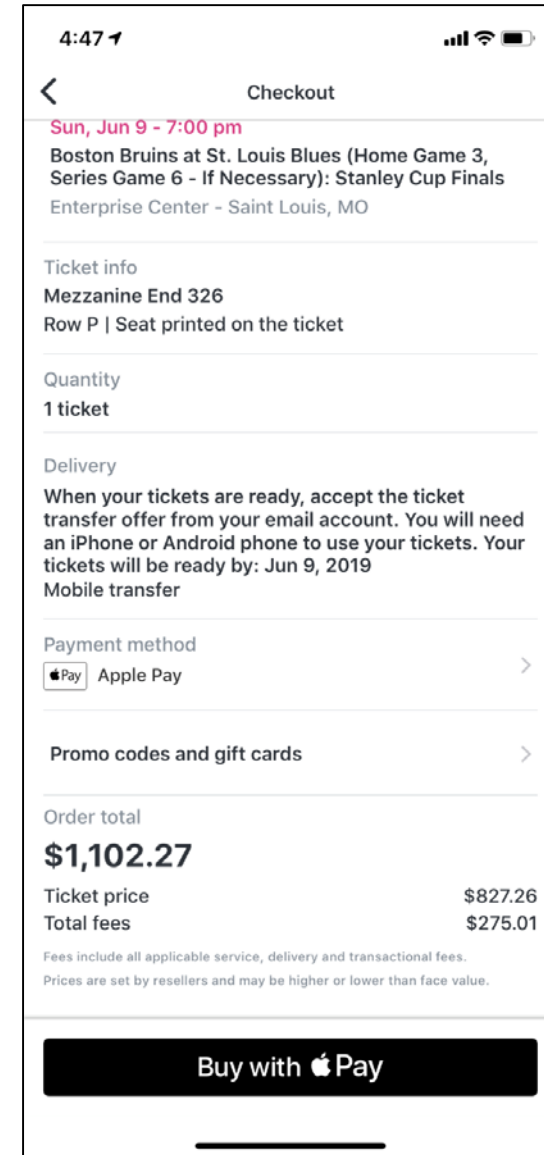 4:47
Checkout
Sun, Jun 9 - 7:00 pm
Boston Bruins at St. Louis Blues (Home Game 3,
Series Game 6 - If Necessary): Stanley Cup Finals
Enterprise Center - Saint Louis, MO
Ticket info
Mezzanine End 326
Row P | Seat printed on the ticket
Quantity
1 ticket
Delivery
When your tickets are ready, accept the ticket
transfer offer from your email account. You will need
an iPhone or Android phone to use your tickets. Your
tickets will be ready by: Jun 9, 2019
Mobile transfer
Payment method
Pay Apple Pay
Promo codes and gift cards
Order total
$1,102.27
Ticket price $827.26
Total fees $275.01
Fees include all applicable service, delivery and transactional fees.
Prices are set by resellers and may be higher or lower than face value.
Buy with Pay